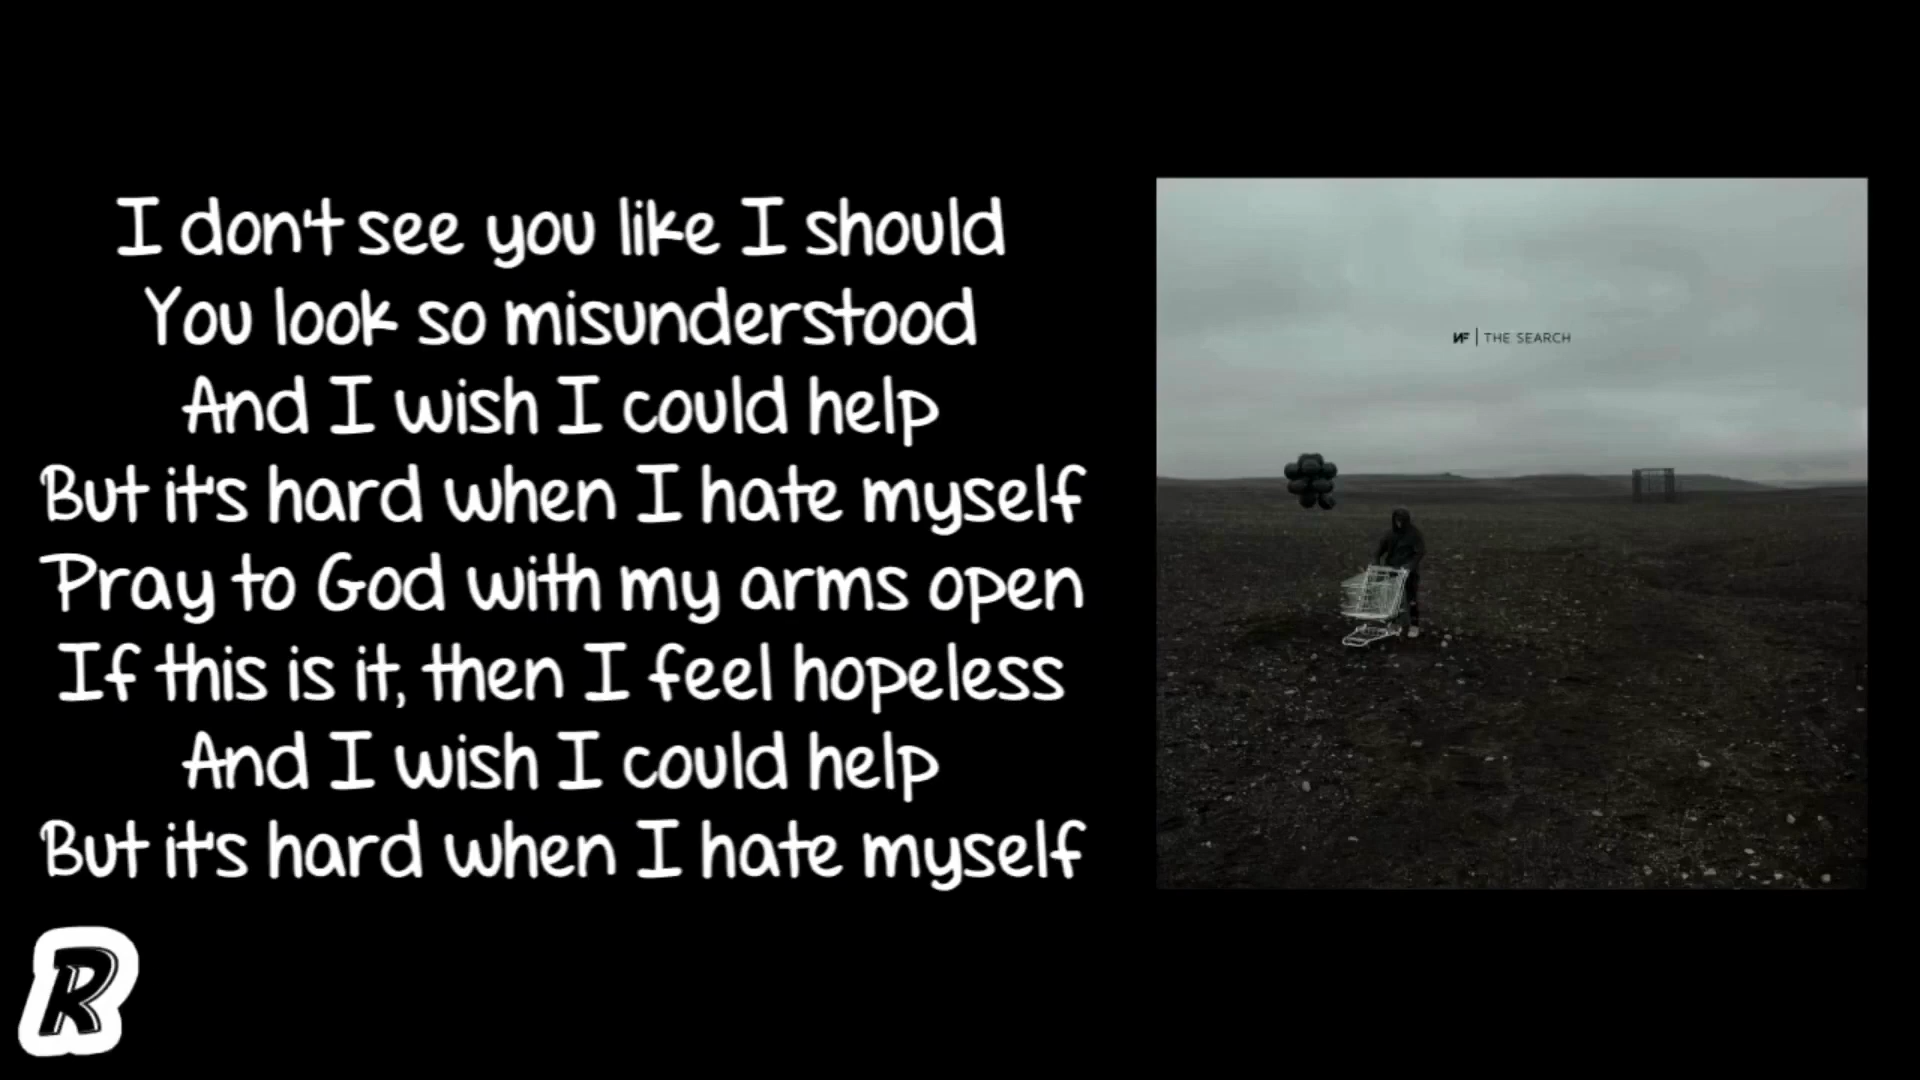 I don't see you like I should
You look so misunderstood
And I wish I could help
But it's hard when I hate myself
Pray to God with my arms open
If this is it, then I feel hopeless
And I wish I could help
But it's hard when I hate myself
NF | THE SEARCH
R